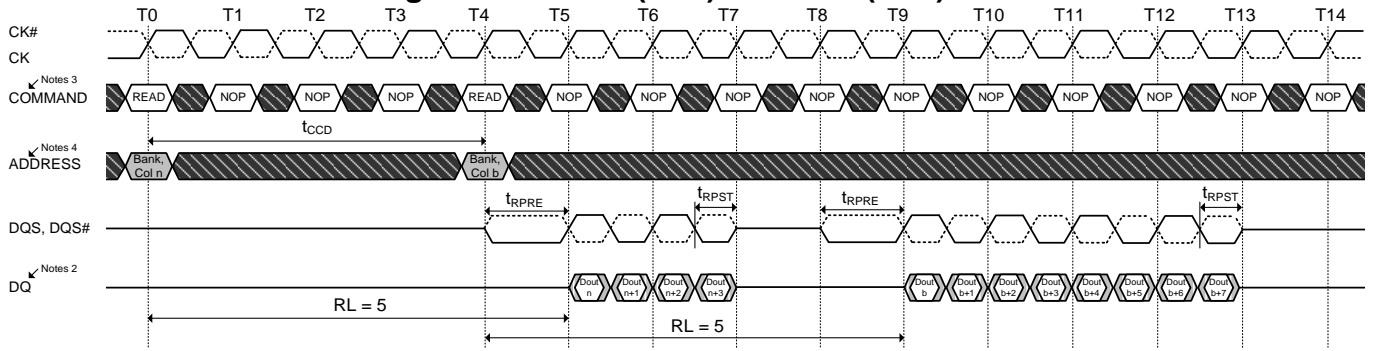 T0 T1 T2 T3 T4 T5 T6 T7 T8 T9 T10 T11 T12 T13 T14
CK#
CK
Notes 3
COMMAND READ NOP NOP NOP READ NOP NOP NOP NOP NOP NOP NOP NOP NOP NOP
tCCD
Notes 4
ADDRESS Bank, Col n Bank, Col b
tRPRE tRPST tRPRE tRPST
DQS, DQS#
Notes 2
DQ Dout n Dout n+1 Dout n+2 Dout n+3 Dout b Dout b+1 Dout b+2 Dout b+3 Dout b+4 Dout b+5 Dout b+6 Dout b+7
RL = 5
RL = 5